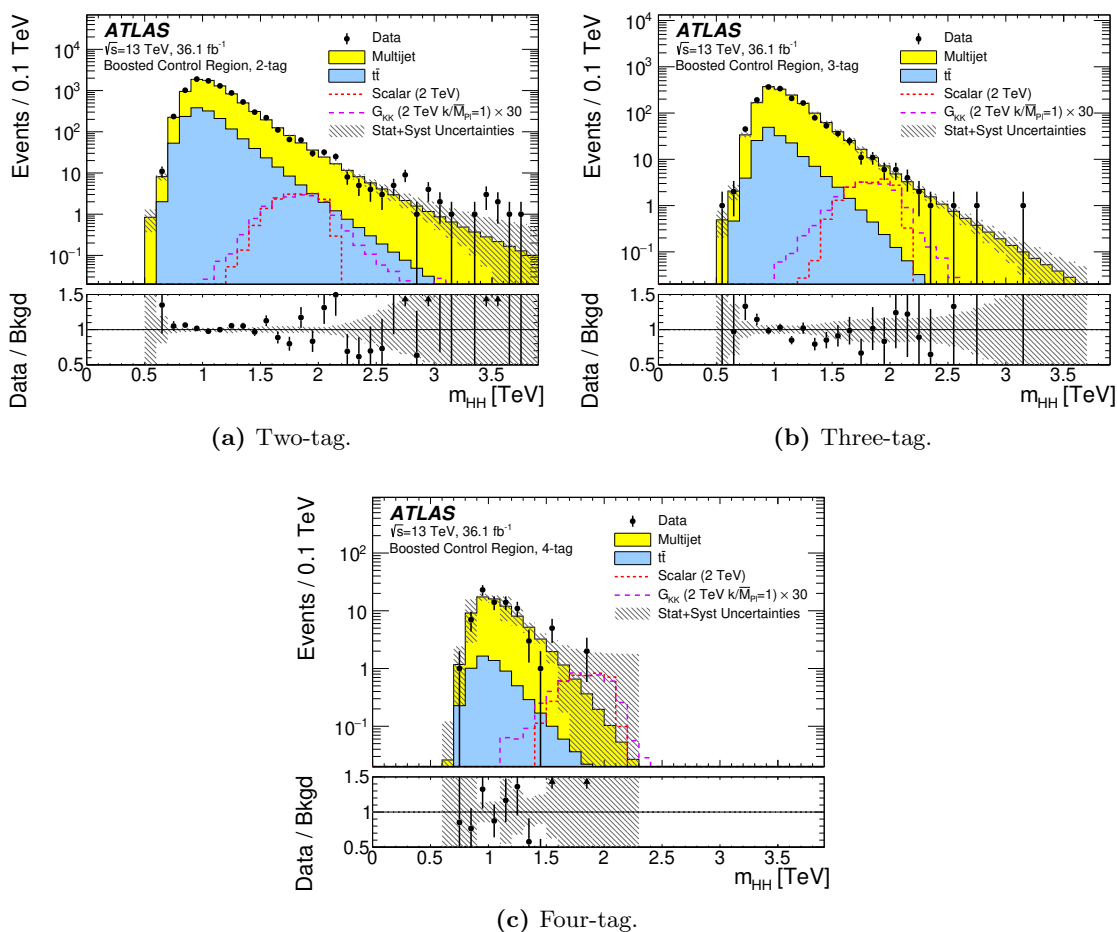 ATLAS
√s=13 TeV, 36.1 fb⁻¹
Boosted Control Region, 2-tag
Data
Multijet
tt̄
Scalar (2 TeV)
G_KK (2 TeV k/M̄_Pl=1) × 30
Stat+Syst Uncertainties
Events / 0.1 TeV
10⁴
10³
10²
10
1
10⁻¹
Data / Bkgd
1.5
1
0.5
0 0.5 1 1.5 2 2.5 3 3.5
m_HH [TeV]
(a) Two-tag.
ATLAS
√s=13 TeV, 36.1 fb⁻¹
Boosted Control Region, 3-tag
Data
Multijet
tt̄
Scalar (2 TeV)
G_KK (2 TeV k/M̄_Pl=1) × 30
Stat+Syst Uncertainties
Events / 0.1 TeV
10⁴
10³
10²
10
1
10⁻¹
Data / Bkgd
1.5
1
0.5
0 0.5 1 1.5 2 2.5 3 3.5
m_HH [TeV]
(b) Three-tag.
ATLAS
√s=13 TeV, 36.1 fb⁻¹
Boosted Control Region, 4-tag
Data
Multijet
tt̄
Scalar (2 TeV)
G_KK (2 TeV k/M̄_Pl=1) × 30
Stat+Syst Uncertainties
Events / 0.1 TeV
10²
10
1
10⁻¹
Data / Bkgd
1.5
1
0.5
0 0.5 1 1.5 2 2.5 3 3.5
m_HH [TeV]
(c) Four-tag.